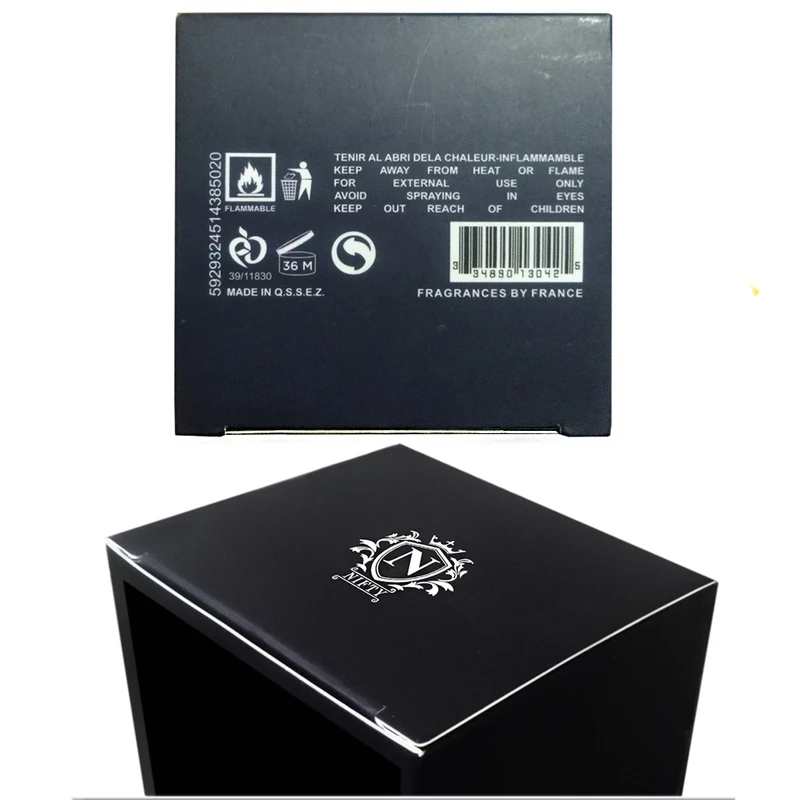 5929324514385020
FLAMMABLE
TENIR AL ABRI DELA CHALEUR-INFLAMMAMBLE
KEEP AWAY FROM HEAT OR FLAME
FOR EXTERNAL USE ONLY
AVOID SPRAYING IN EYES
KEEP OUT REACH OF CHILDREN
39/11830
36 M
3 34890 13042 5
MADE IN Q.S.S.E.Z.
FRAGRANCES BY FRANCE
N
NIFTY